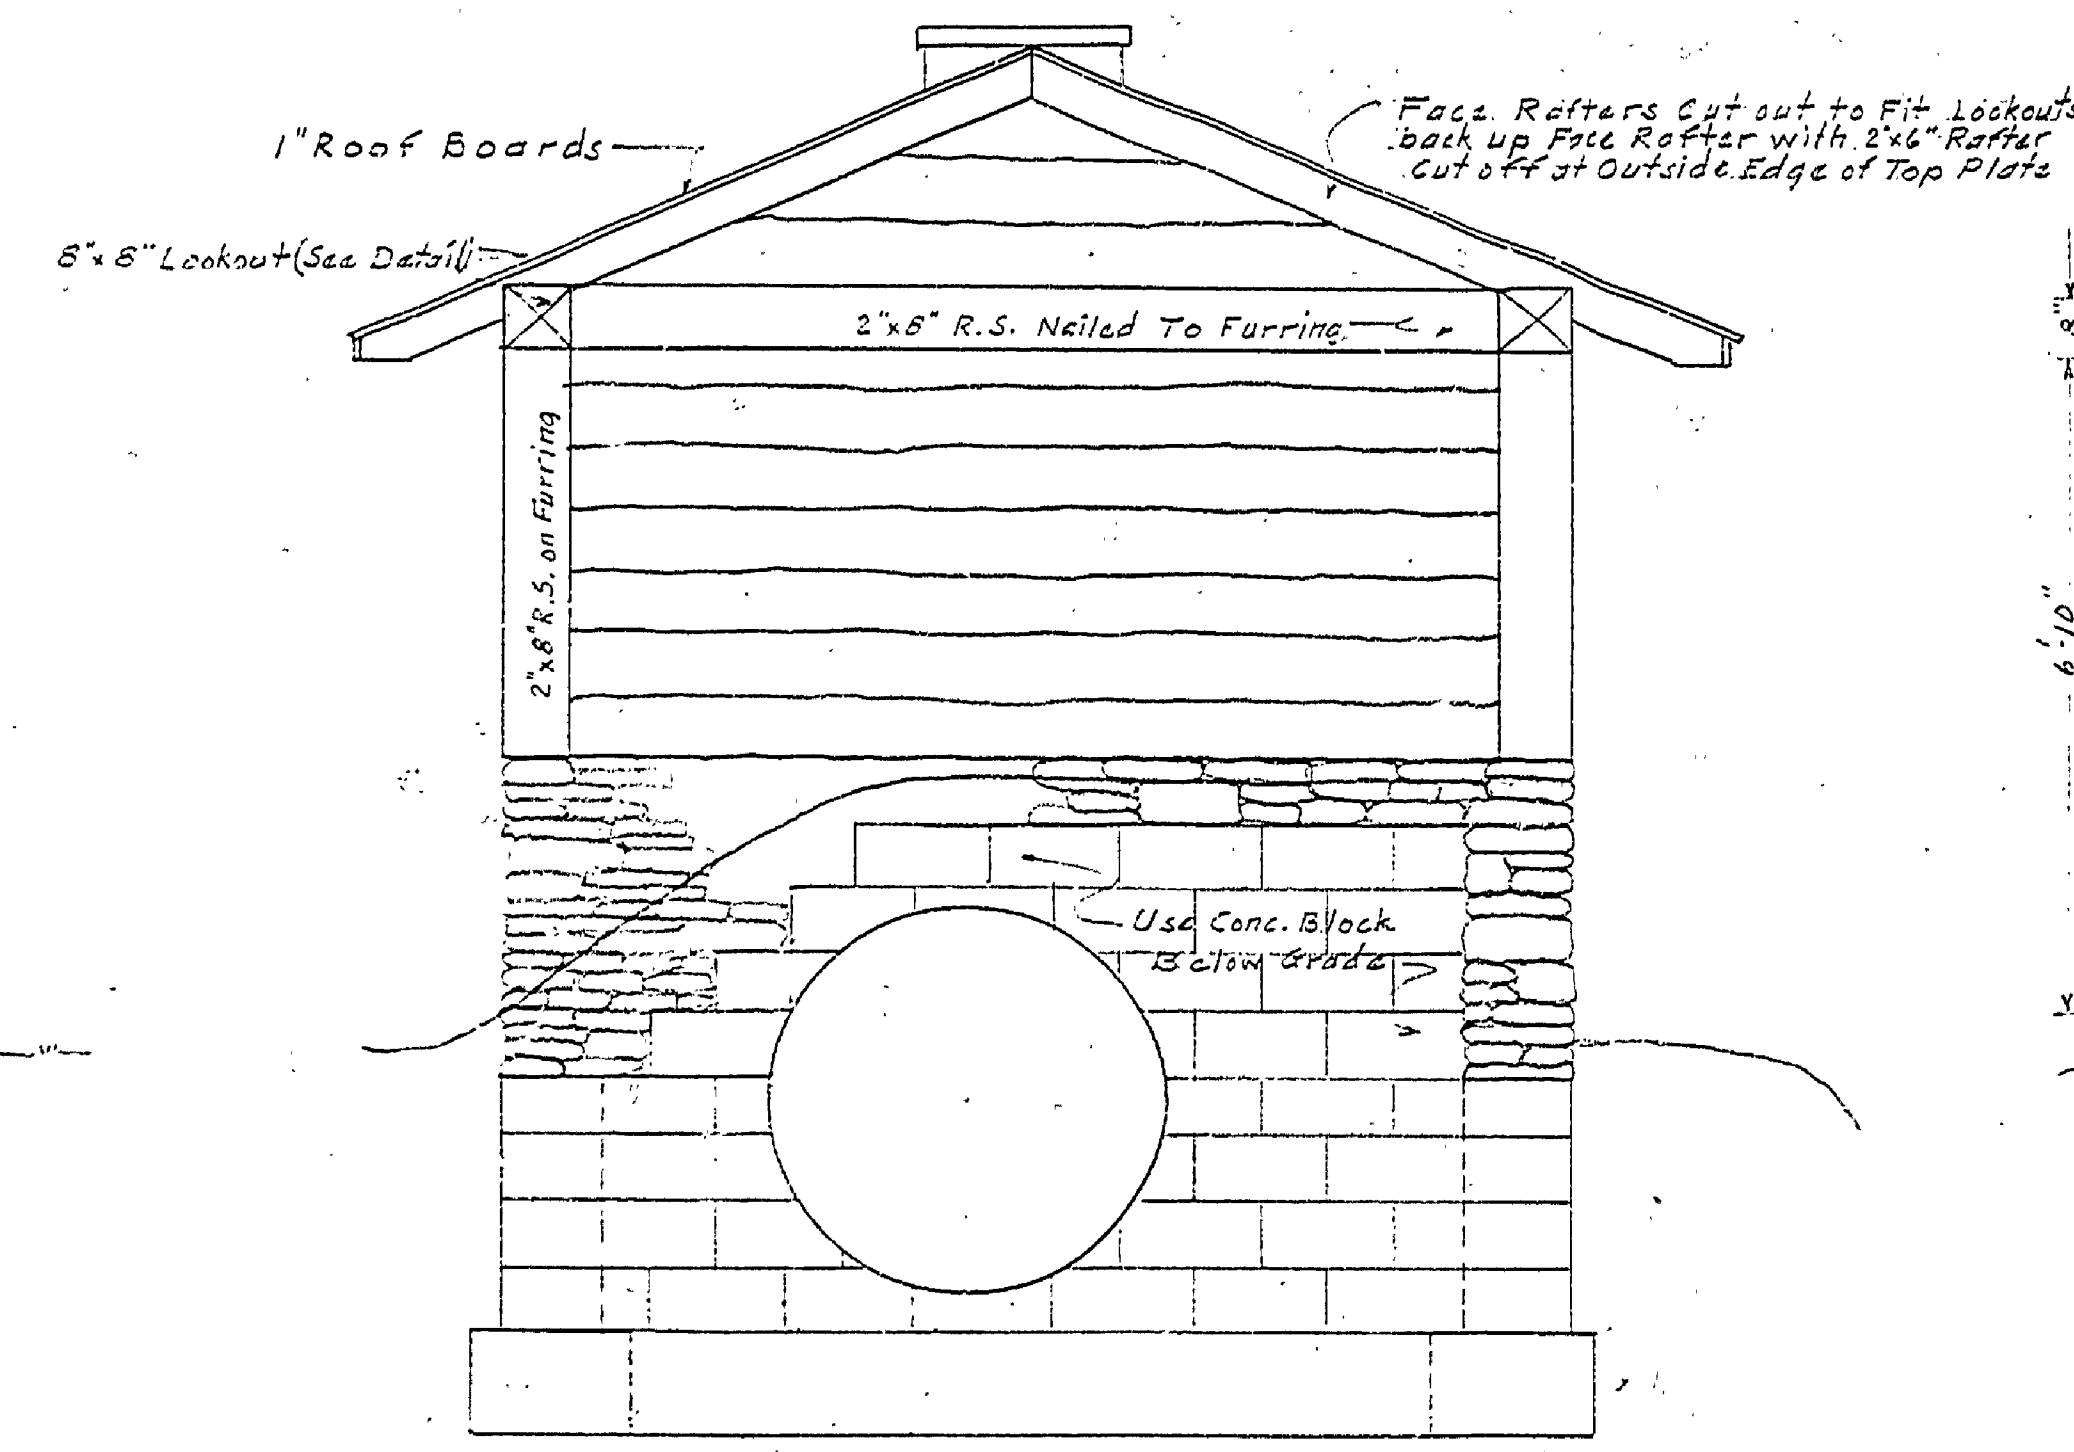 Face Rafters Cut out to Fit Lookouts
back up Face Rafter with 2"x6" Rafter
Cut off at Outside Edge of Top Plate
1" Roof Boards
8"x8" Lookout (See Detail)
8"
2"x8" R.S. Nailed To Furring
2"x8" R.S. on Furring
6'-10"
Use Conc. Block
Below Grade